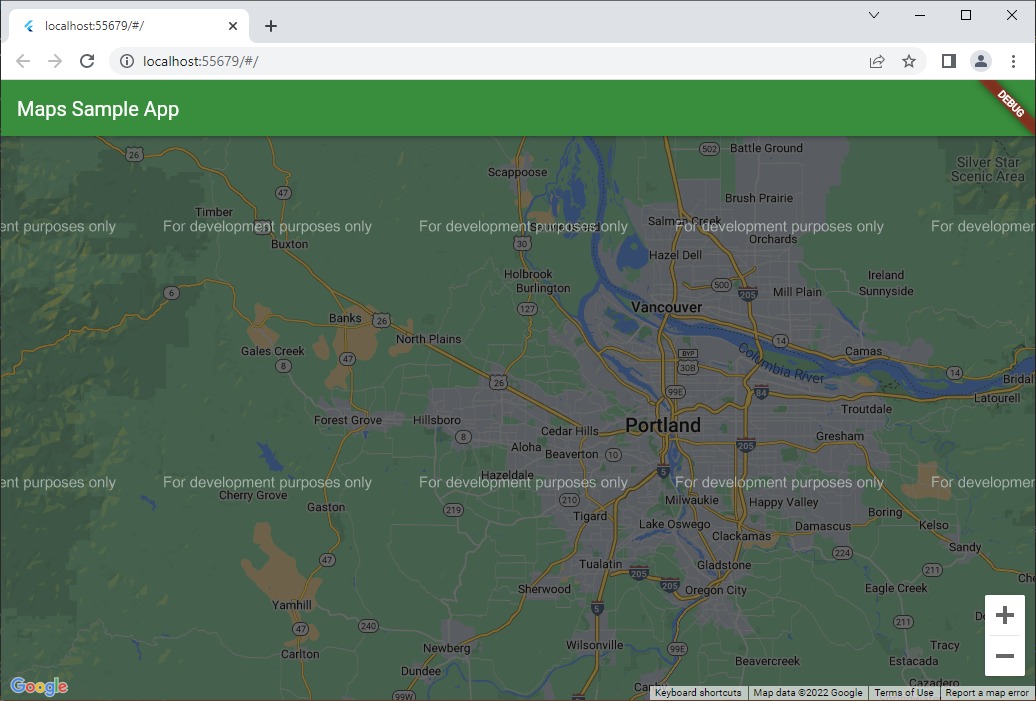 localhost:55679/#/
localhost:55679/#/
Maps Sample App
DEBUG
26
502
Battle Ground
Silver Star
Scenic Area
Scappoose
47
Brush Prairie
Timber
Salmon Creek
ent purposes only
For development purposes only
For development purposes only
For development purposes only
For developmen
Buxton
30
Orchards
Hazel Dell
Holbrook
Ireland
Burlington
500
205
Mill Plain
Sunnyside
6
127
Vancouver
Banks
26
North Plains
14
Gales Creek
47
BYP
30B
Columbia River
Camas
8
26
99E
84
14
Bridal
Latourell
Forest Grove
Hillsboro
Cedar Hills
Portland
Troutdale
8
Aloha
Beaverton
10
205
Gresham
5
Hazeldale
ent purposes only
For development purposes only
For development purposes only
For development purposes only
For developmen
Cherry Grove
Gaston
219
210
Milwaukie
Happy Valley
Boring
Tigard
Lake Oswego
Damascus
Kelso
Clackamas
47
224
Sandy
Tualatin
205
Gladstone
211
Che
205
Sherwood
Oregon City
Eagle Creek
Yamhill
5
47
240
211
Carlton
Newberg
Wilsonville
99E
Tracy
Dundee
Beavercreek
Estacada
99W
Cazadero
Google
Keyboard shortcuts
Map data ©2022 Google
Terms of Use
Report a map error